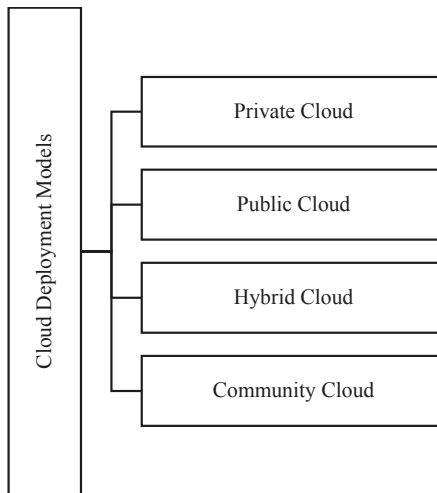 Cloud Deployment Models
Private Cloud
Public Cloud
Hybrid Cloud
Community Cloud